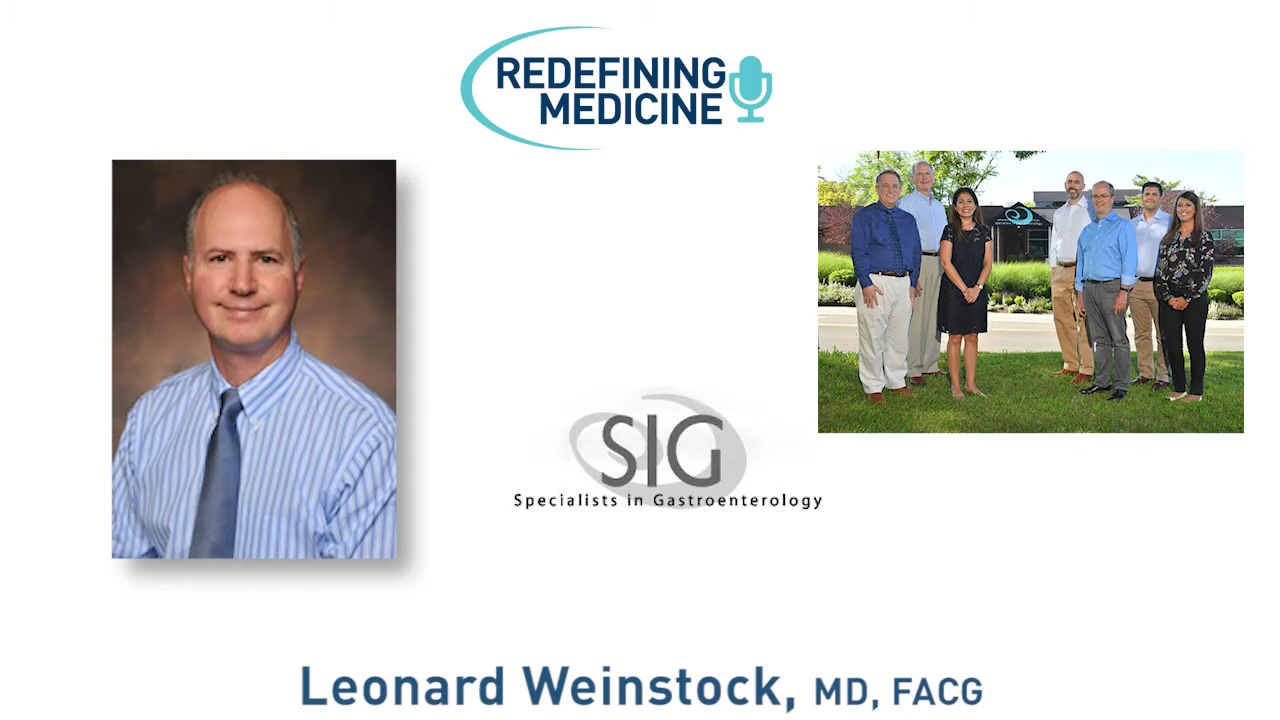 REDEFINING
MEDICINE
SIG
Specialists in Gastroenterology
Leonard Weinstock, MD, FACG